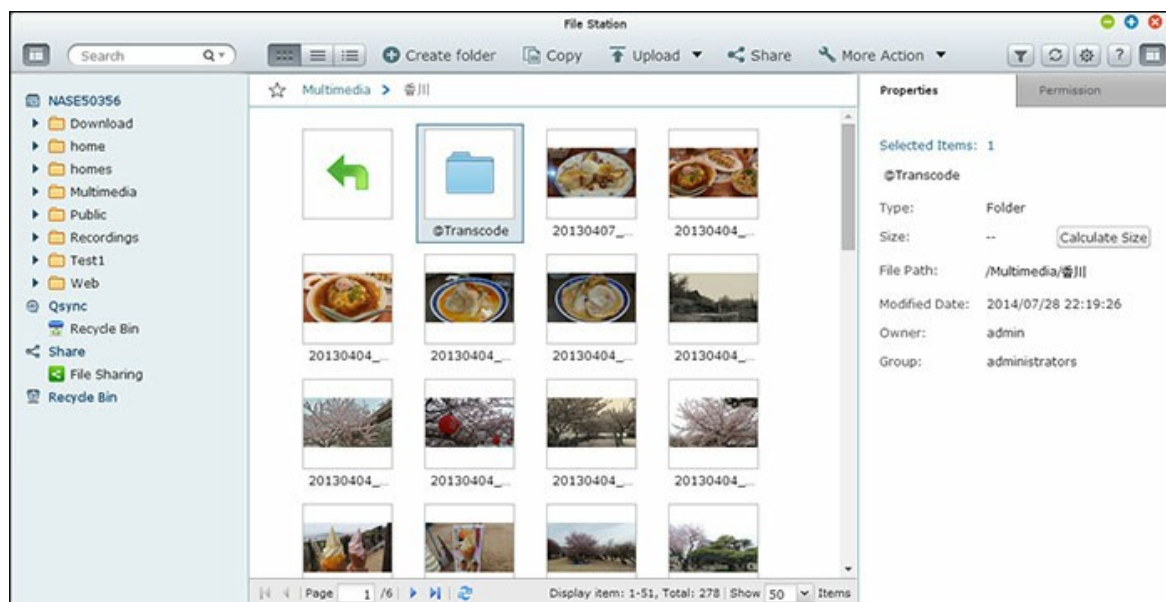 File Station
Search
Create folder
Copy
Upload
Share
More Action
?
NASE50356
Download
home
homes
Multimedia
Public
Recordings
Test1
Web
Qsync
Recycle Bin
Share
File Sharing
Recycle Bin
Multimedia > 香川
@Transcode
20130407_...
20130404_...
20130404_...
20130404_...
20130404_...
20130404_...
20130404_...
20130404_...
20130404_...
20130404_...
Page 1 /6
Display item: 1-51, Total: 278
Show 50 Items
Properties
Permission
Selected Items: 1
@Transcode
Type: Folder
Size: -- Calculate Size
File Path: /Multimedia/香川
Modified Date: 2014/07/28 22:19:26
Owner: admin
Group: administrators